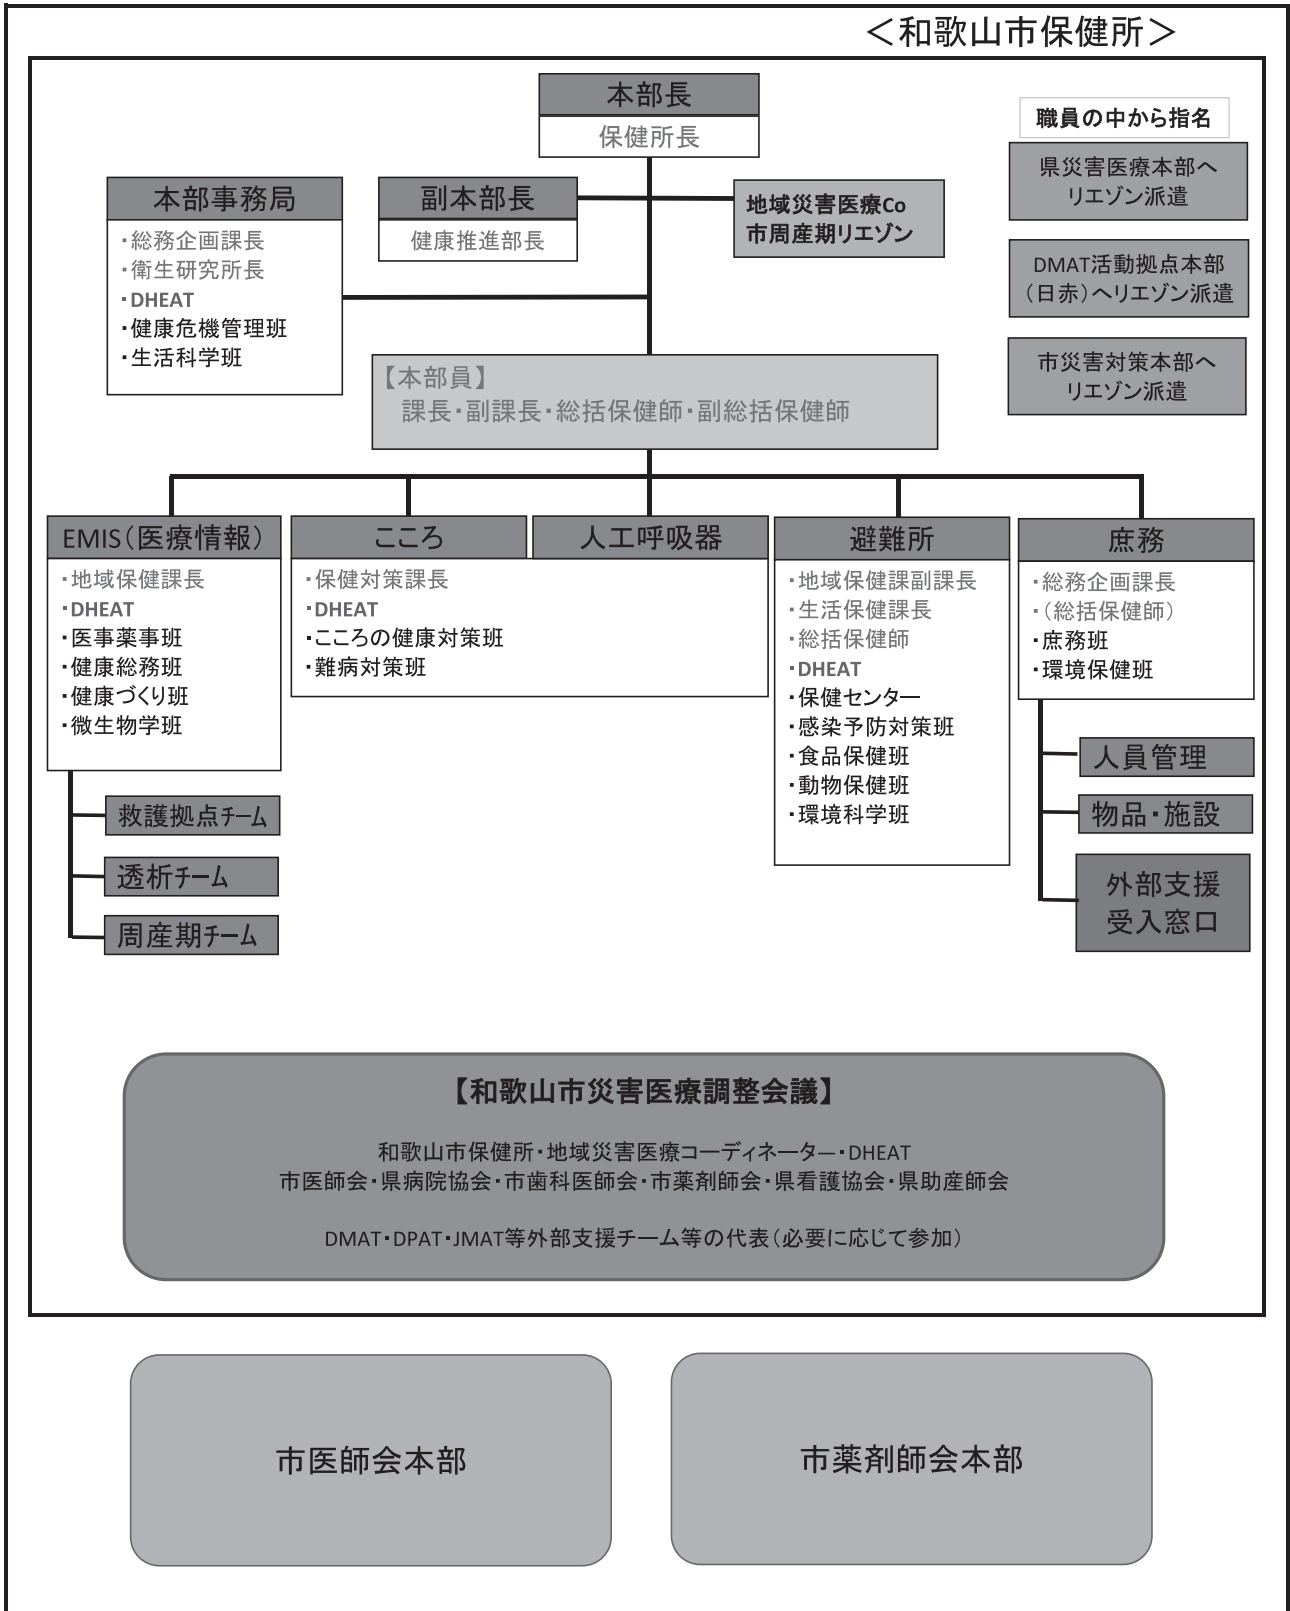 ＜和歌山市保健所＞
本部長
保健所長
職員の中から指名
県災害医療本部へ
リエゾン派遣
DMAT活動拠点本部
（日赤）へリエゾン派遣
市災害対策本部へ
リエゾン派遣
本部事務局
・総務企画課長
・衛生研究所長
・DHEAT
・健康危機管理班
・生活科学班
副本部長
健康推進部長
地域災害医療Co
市周産期リエゾン
【本部員】
課長・副課長・総括保健師・副総括保健師
EMIS（医療情報）
・地域保健課長
・DHEAT
・医事薬事班
・健康総務班
・健康づくり班
・微生物学班
救護拠点チーム
透析チーム
周産期チーム
こころ
人工呼吸器
・保健対策課長
・DHEAT
・こころの健康対策班
・難病対策班
避難所
・地域保健課副課長
・生活保健課長
・総括保健師
・DHEAT
・保健センター
・感染予防対策班
・食品保健班
・動物保健班
・環境科学班
庶務
・総務企画課長
・（総括保健師）
・庶務班
・環境保健班
人員管理
物品・施設
外部支援
受入窓口
【和歌山市災害医療調整会議】
和歌山市保健所・地域災害医療コーディネーター・DHEAT
市医師会・県病院協会・市歯科医師会・市薬剤師会・県看護協会・県助産師会
DMAT・DPAT・JMAT等外部支援チーム等の代表（必要に応じて参加）
市医師会本部
市薬剤師会本部